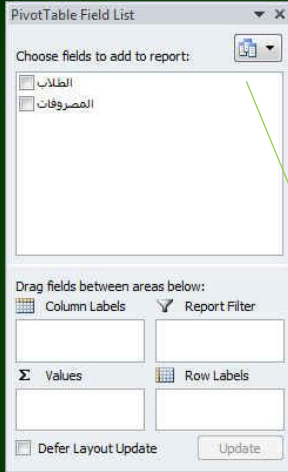 PivotTable Field List
Choose fields to add to report:
الطلاب
المصروفات
Drag fields between areas below:
Column Labels
Report Filter
Σ Values
Row Labels
Defer Layout Update
Update